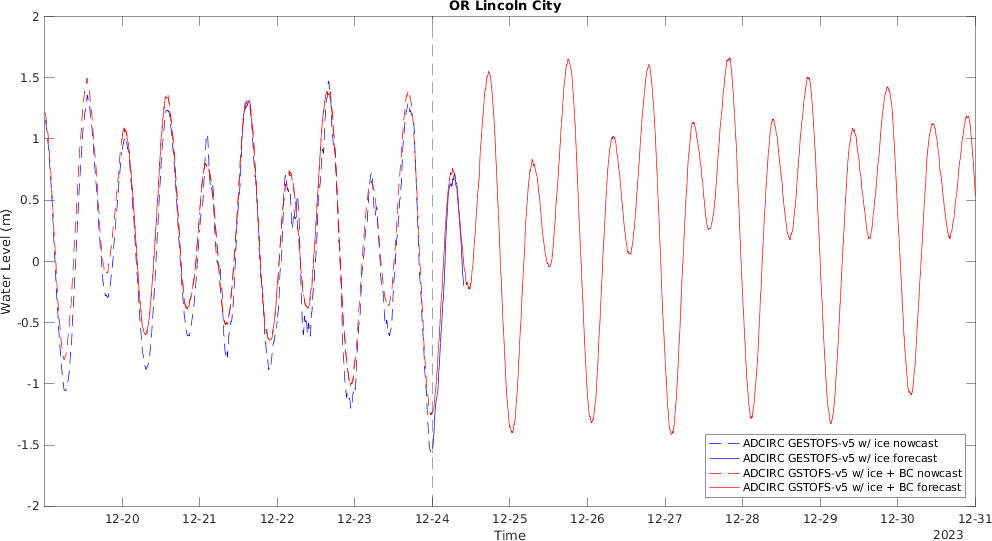 OR Lincoln City
2
1.5
1
0.5
0
-0.5
-1
-1.5
-2
Water Level (m)
ADCIRC GESTOFS-v5 w/ ice nowcast
ADCIRC GESTOFS-v5 w/ ice forecast
ADCIRC GSTOFS-v5 w/ ice + BC nowcast
ADCIRC GSTOFS-v5 w/ ice + BC forecast
12-20 12-21 12-22 12-23 12-24 12-25 12-26 12-27 12-28 12-29 12-30 12-31
Time
2023